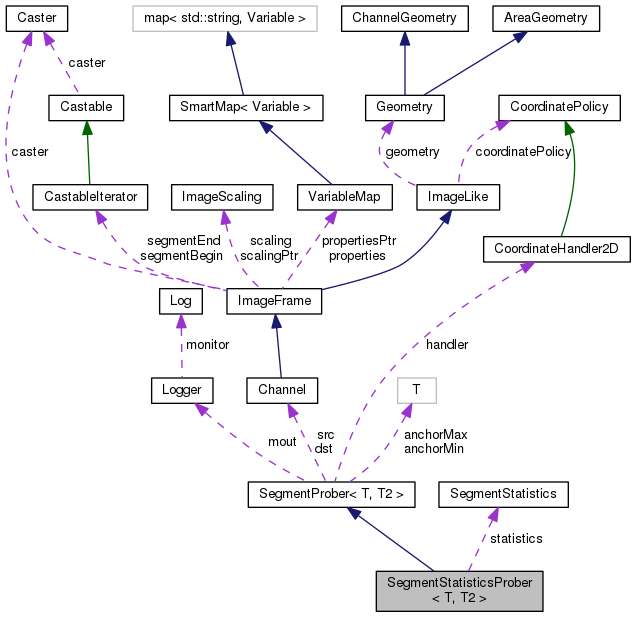 Caster
map< std::string, Variable >
ChannelGeometry
AreaGeometry
caster
Castable
SmartMap< Variable >
Geometry
CoordinatePolicy
caster
geometry
coordinatePolicy
CastableIterator
ImageScaling
VariableMap
ImageLike
segmentEnd
segmentBegin
scaling
scalingPtr
propertiesPtr
properties
CoordinateHandler2D
Log
ImageFrame
monitor
handler
Logger
Channel
T
mout
src
dst
anchorMax
anchorMin
SegmentProber< T, T2 >
SegmentStatistics
statistics
SegmentStatisticsProber
< T, T2 >